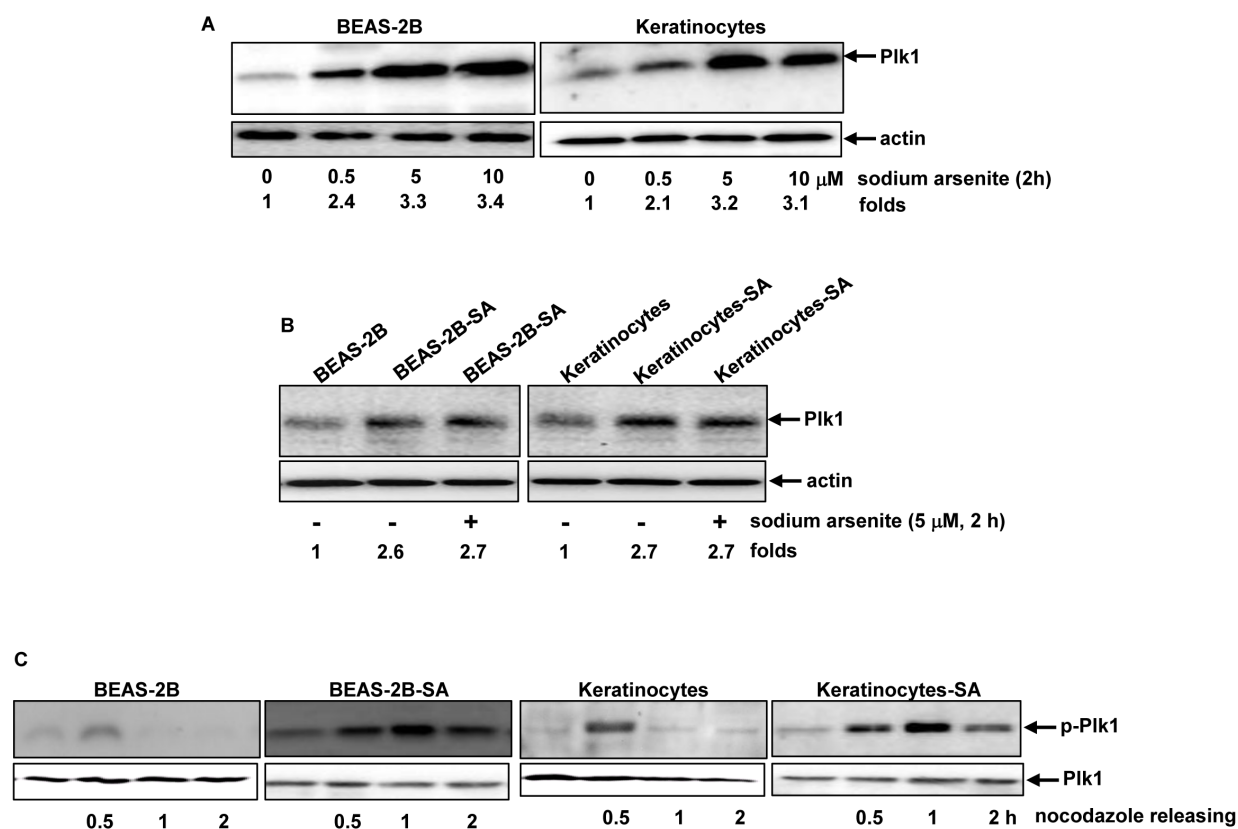 A
BEAS-2B Keratinocytes
Plk1
actin
0 0.5 5 10 0 0.5 5 10 μM sodium arsenite (2h)
1 2.4 3.3 3.4 1 2.1 3.2 3.1 folds
B
BEAS-2B BEAS-2B-SA BEAS-2B-SA Keratinocytes Keratinocytes-SA Keratinocytes-SA
Plk1
actin
- - + - - + sodium arsenite (5 μM, 2 h)
1 2.6 2.7 1 2.7 2.7 folds
C
BEAS-2B BEAS-2B-SA Keratinocytes Keratinocytes-SA
p-Plk1
Plk1
0.5 1 2 0.5 1 2 0.5 1 2 0.5 1 2 h nocodazole releasing